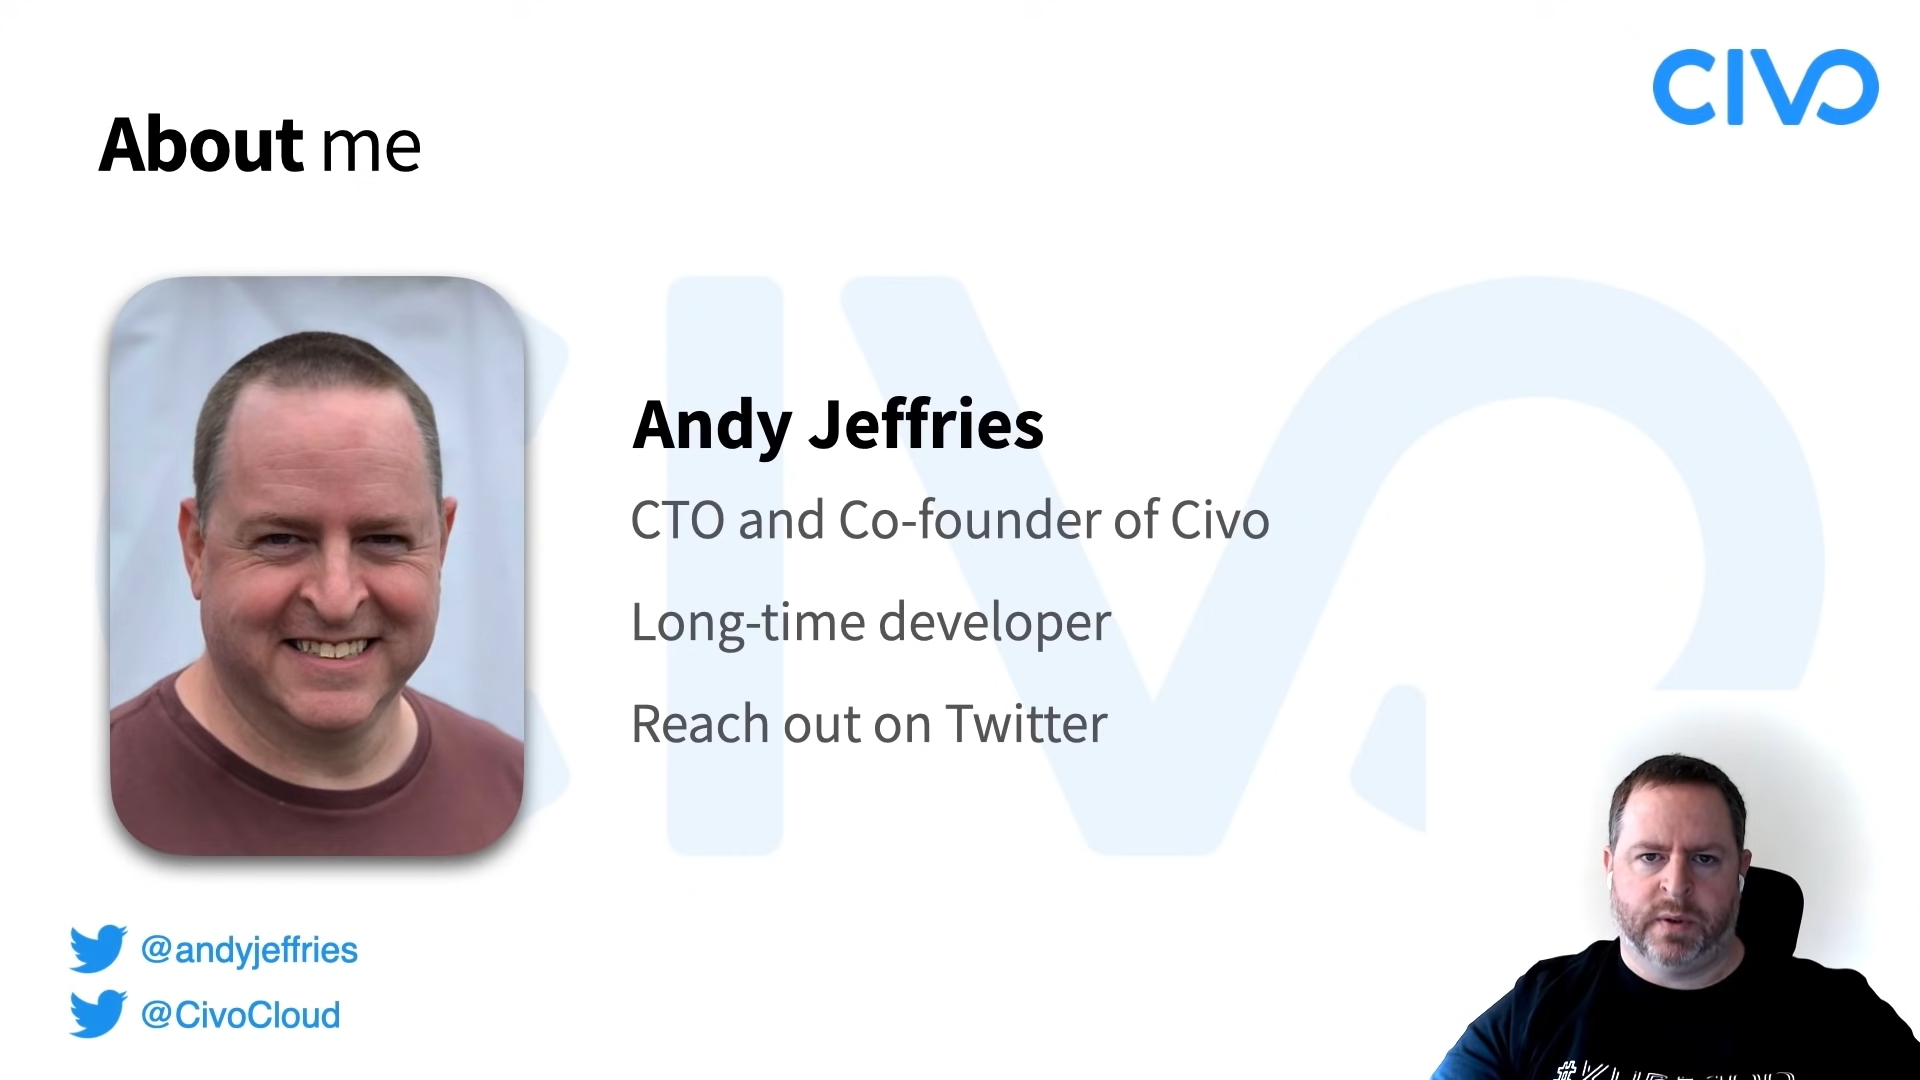 CIVO
About me
Andy Jeffries
CTO and Co-founder of Civo
Long-time developer
Reach out on Twitter
@andyjeffries
@CivoCloud